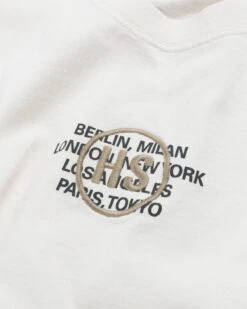 BERLIN, MILAN
LONDON, NEW YORK
HS
LOS ANGELES
PARIS, TOKYO